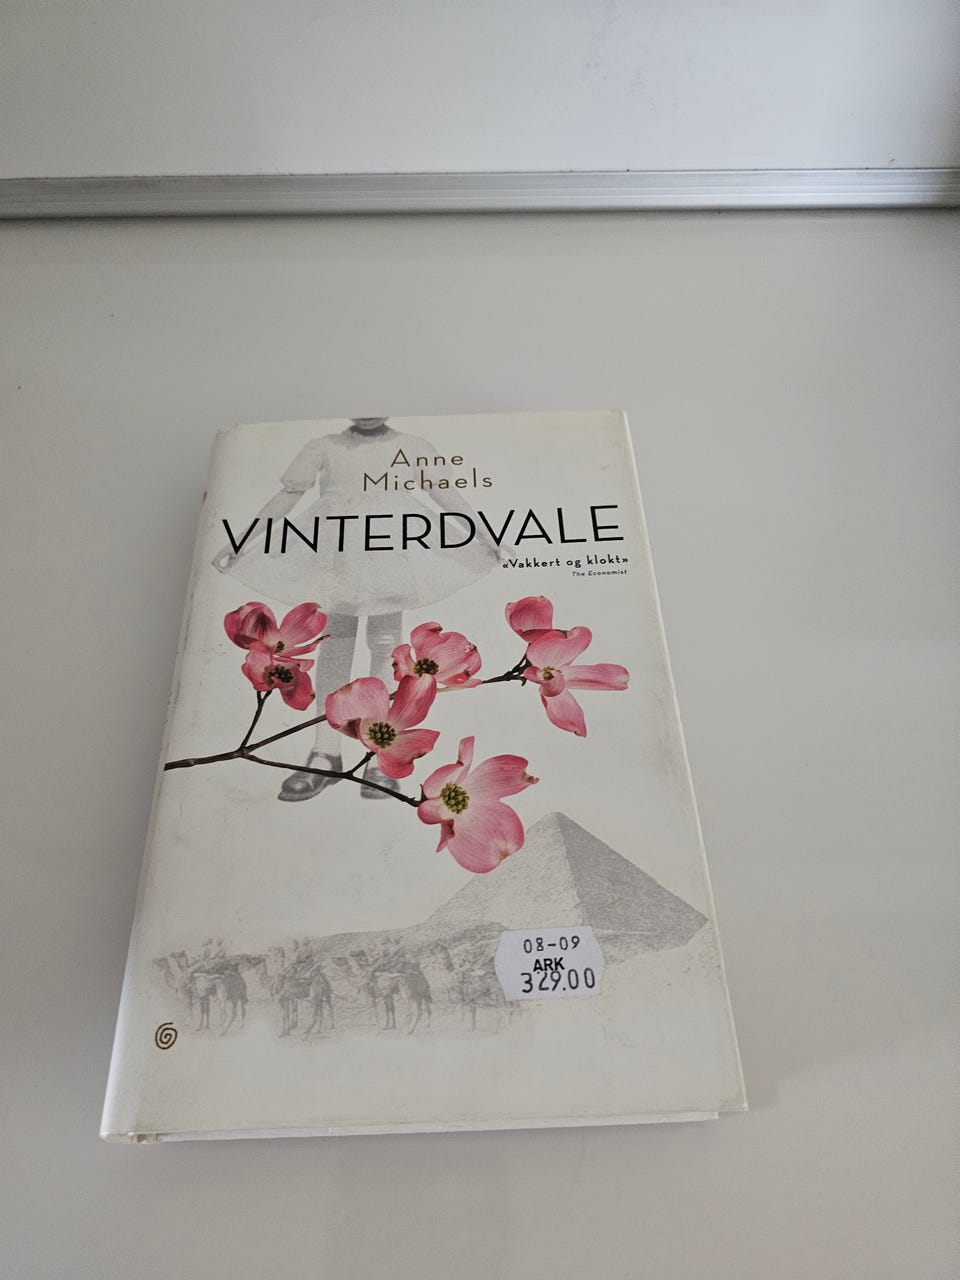 Anne
Michaels
VINTERDVALE
«Vakkert og klokt»
The Economist
08-09
ARK
329.00